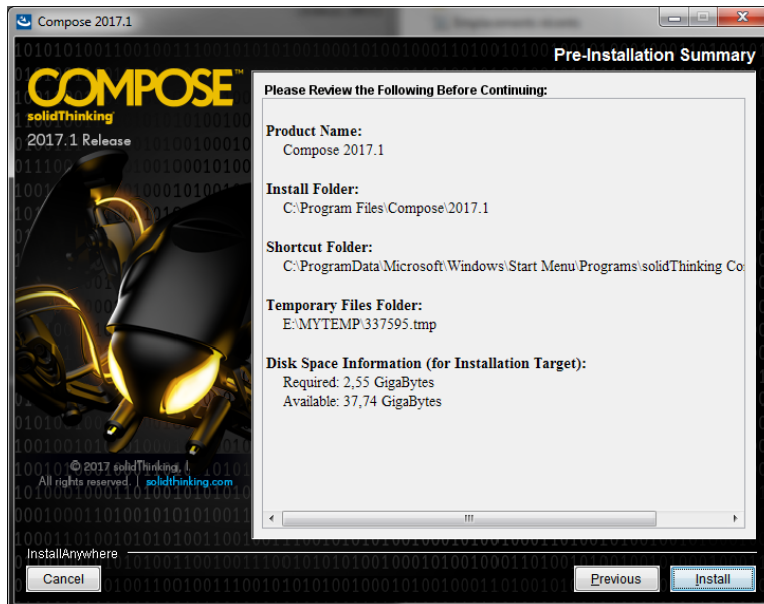 Compose 2017.1
Pre-Installation Summary
COMPOSE™
solidThinking
2017.1 Release
Please Review the Following Before Continuing:
Product Name:
Compose 2017.1
Install Folder:
C:\Program Files\Compose\2017.1
Shortcut Folder:
C:\ProgramData\Microsoft\Windows\Start Menu\Programs\solidThinking Co
Temporary Files Folder:
E:\MYTEMP\337595.tmp
Disk Space Information (for Installation Target):
Required: 2,55 GigaBytes
Available: 37,74 GigaBytes
© 2017 solidThinking, I
All rights reserved. | solidthinking.com
InstallAnywhere
Cancel
Previous
Install